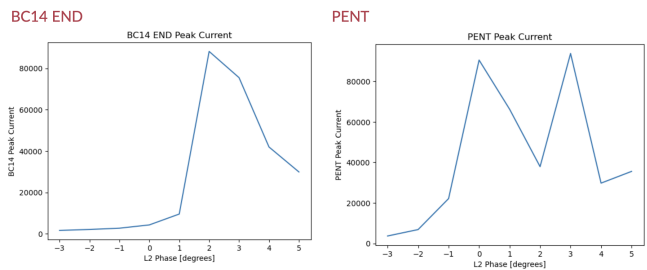 BC14 END
BC14 END Peak Current
BC14 Peak Current
80000
60000
40000
20000
0
−3 −2 −1 0 1 2 3 4 5
L2 Phase [degrees]
PENT
PENT Peak Current
PENT Peak Current
80000
60000
40000
20000
0
−3 −2 −1 0 1 2 3 4 5
L2 Phase [degrees]